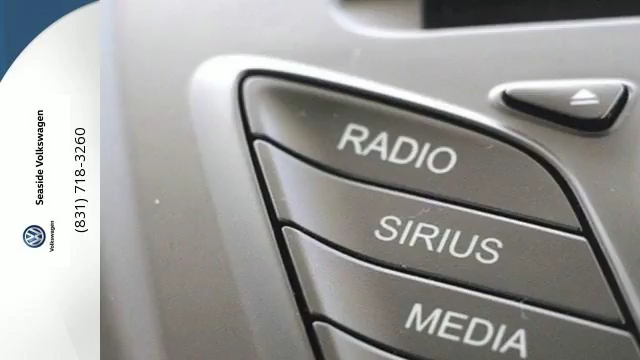 Seaside Volkswagen
(831) 718-3260
Volkswagen
RADIO
SIRIUS
MEDIA